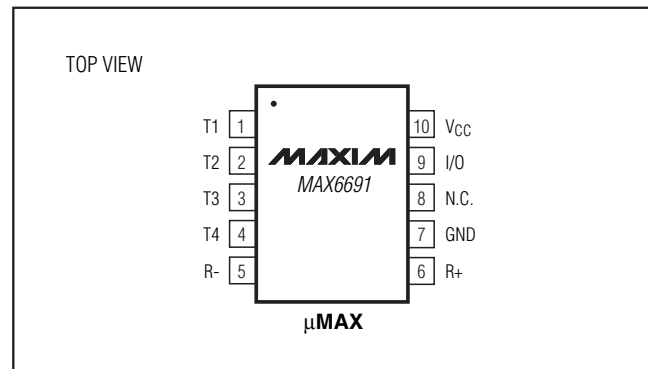 TOP VIEW
T1 1
T2 2
T3 3
T4 4
R- 5
MAXIM
MAX6691
10 VCC
9 I/O
8 N.C.
7 GND
6 R+
µMAX